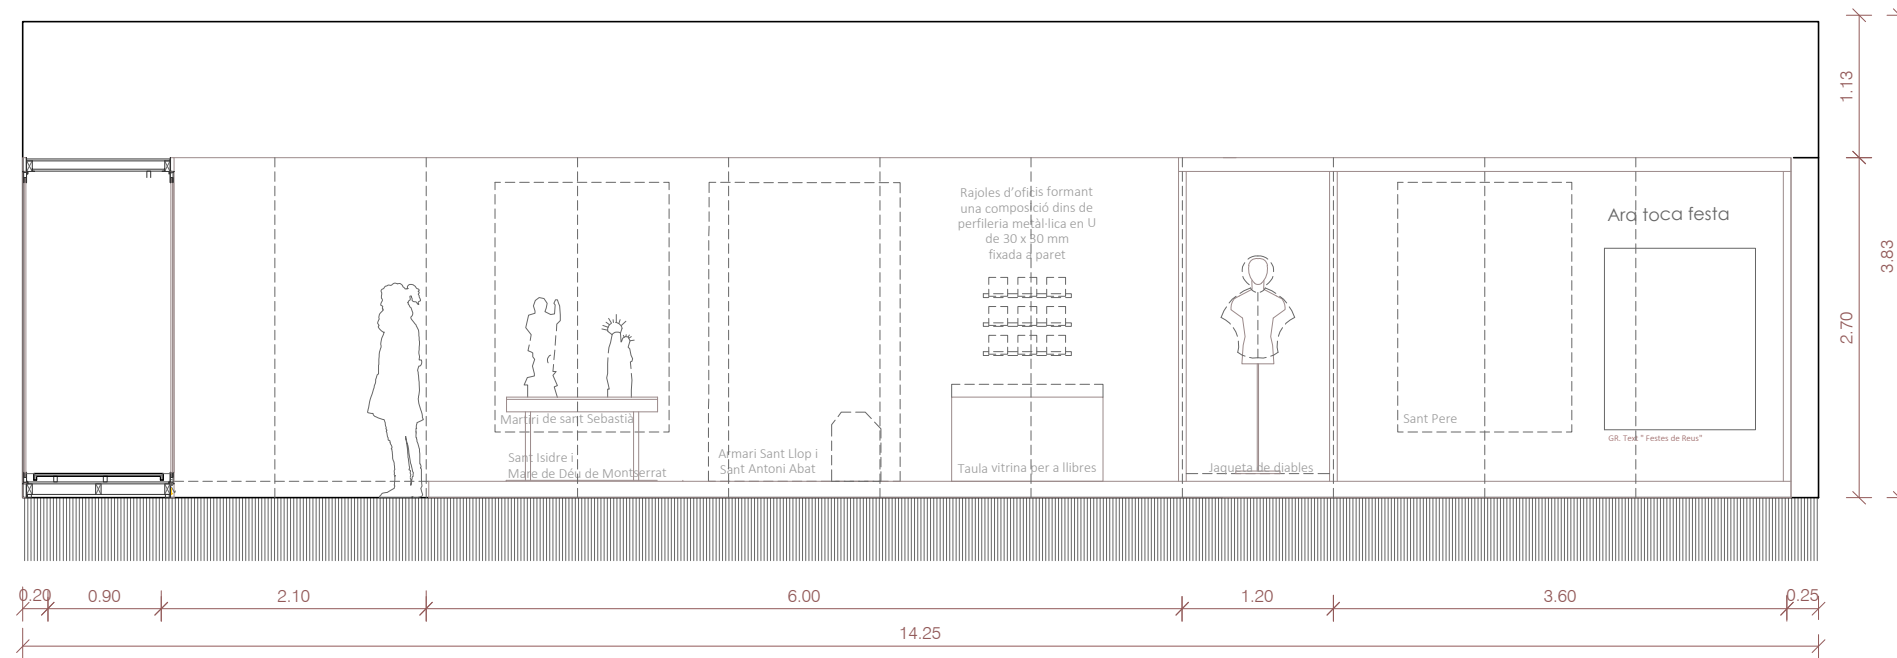 1.13
Rajoles d'oficis formant
una composició dins de
perfileria metàl·lica en U
de 30 x 30 mm
fixada a paret
Ara toca festa
3.83
2.70
Martiri de sant Sebastià
Sant Pere
GR. Text " Festes de Reus"
Sant Isidre i
Mare de Déu de Montserrat
Armari Sant Llop i
Sant Antoni Abat
Taula vitrina per a llibres
Jaqueta de diables
0.20 0.90 2.10 6.00 1.20 3.60 0.25
14.25